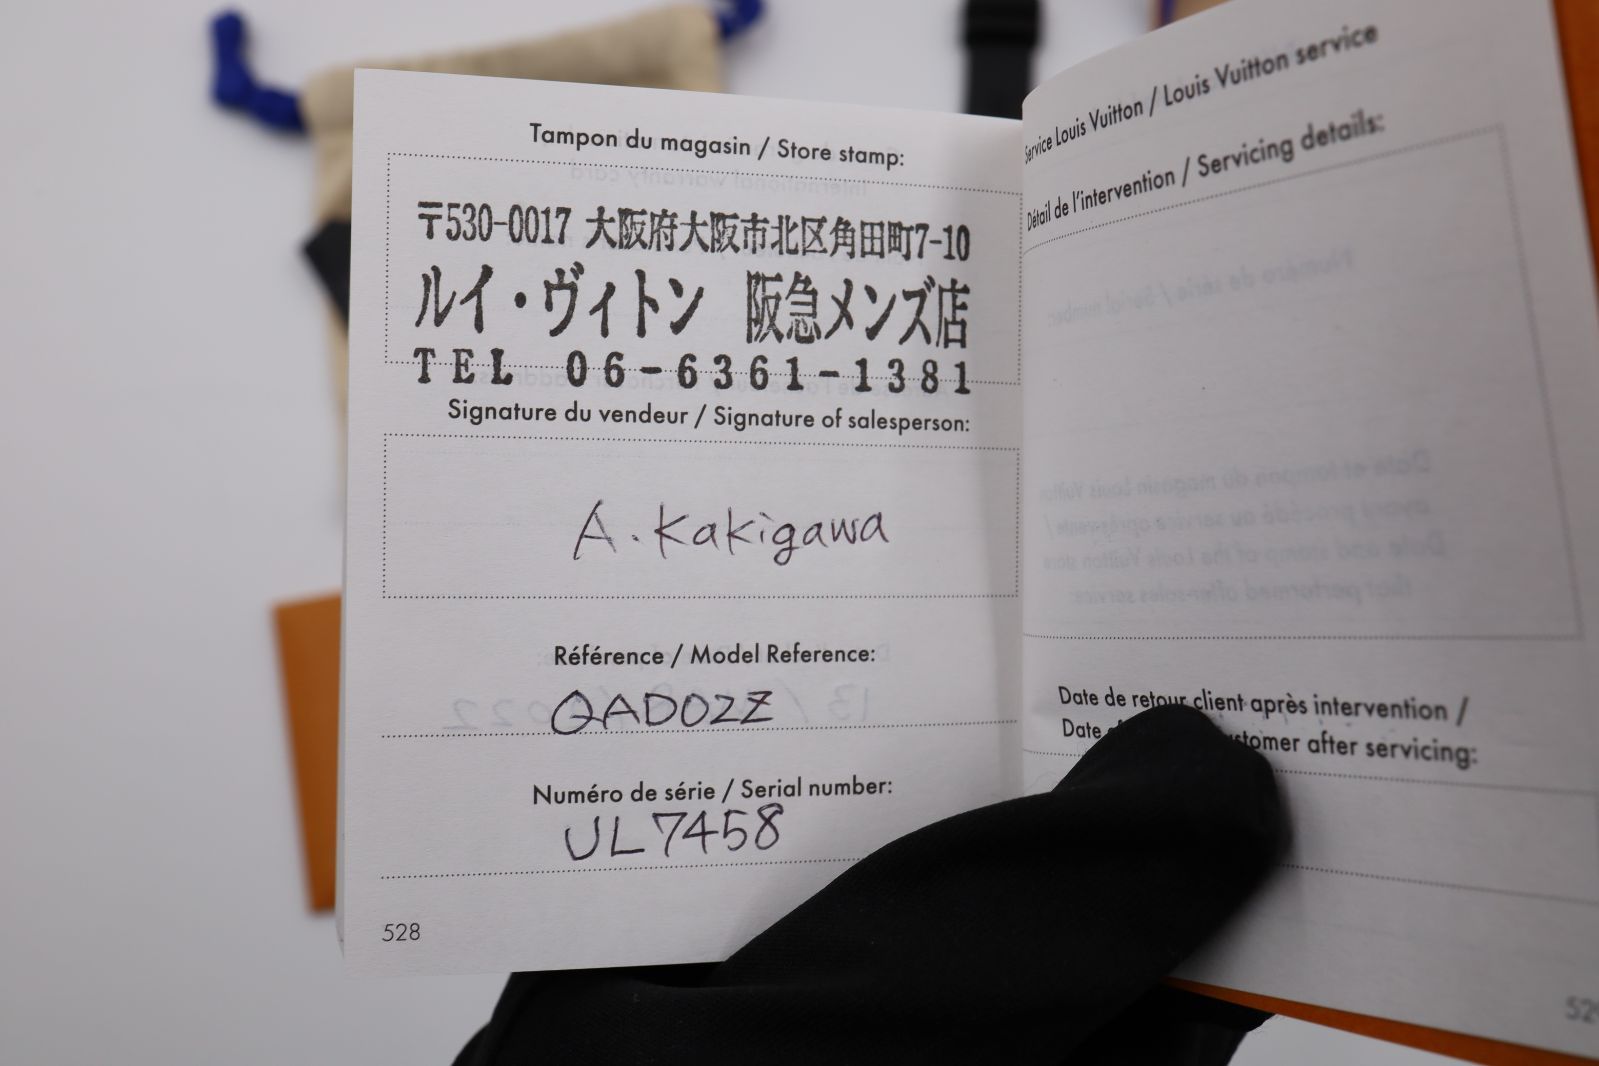 Tampon du magasin / Store stamp:
〒530-0017 大阪府大阪市北区角田町7-10
ルイ・ヴィトン 阪急メンズ店
TEL 06-6361-1381
Signature du vendeur / Signature of salesperson:
A. Kakigawa
Référence / Model Reference:
QAD02Z
Numéro de série / Serial number:
UL7458
528
Service Louis Vuitton / Louis Vuitton service
Détail de l'intervention / Servicing details:
Date de retour client après intervention /
Date customer after servicing: